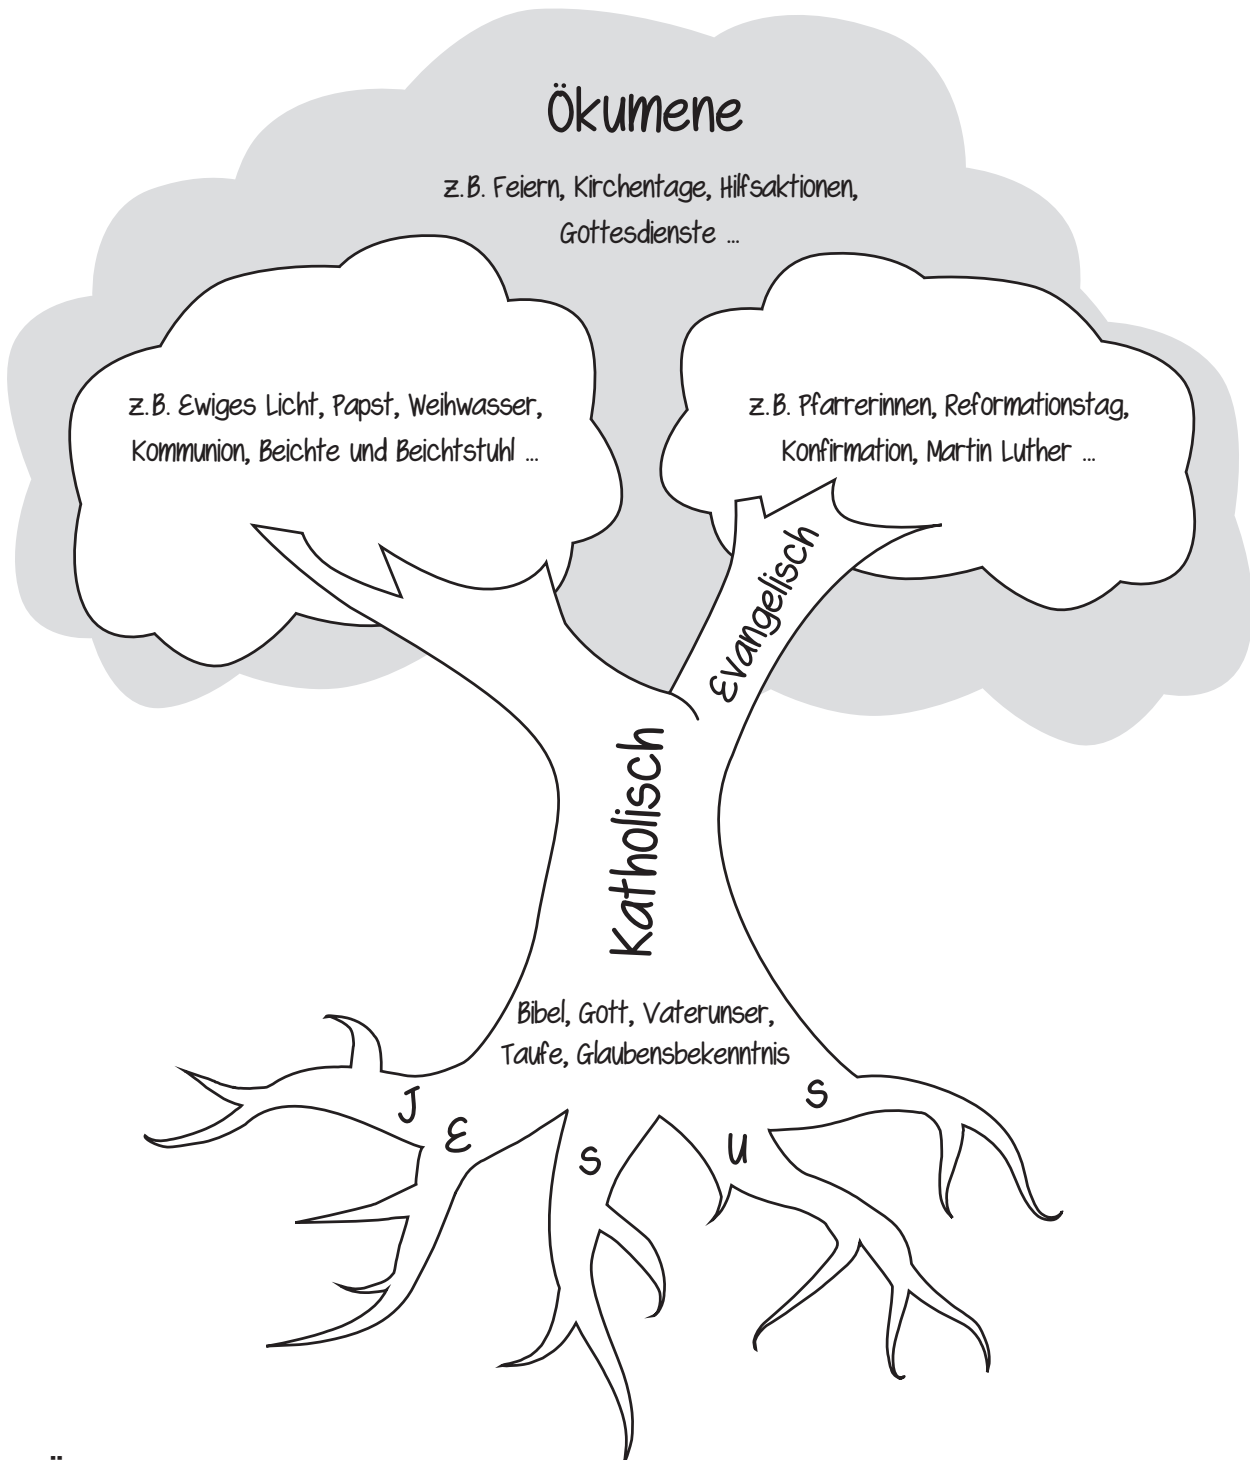 Ökumene
z.B. Feiern, Kirchentage, Hilfsaktionen,
Gottesdienste ...
z.B. Ewiges Licht, Papst, Weihwasser,
Kommunion, Beichte und Beichtstuhl ...
z.B. Pfarrerinnen, Reformationstag,
Konfirmation, Martin Luther ...
Evangelisch
Katholisch
Bibel, Gott, Vaterunser,
Taufe, Glaubensbekenntnis
J E S U S